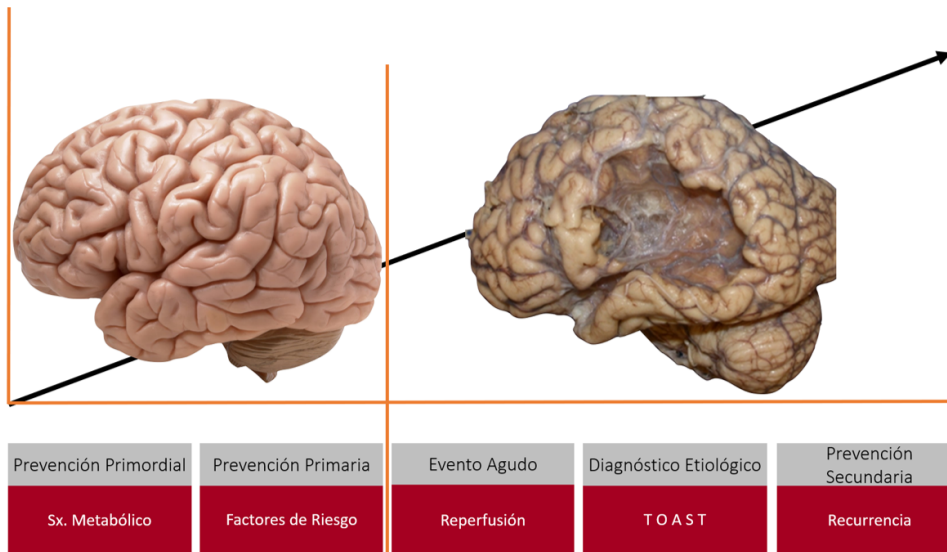 Prevención Primordial
Prevención Primaria
Evento Agudo
Diagnóstico Etiológico
Prevención
Secundaria
Sx. Metabólico
Factores de Riesgo
Reperfusión
T O A S T
Recurrencia